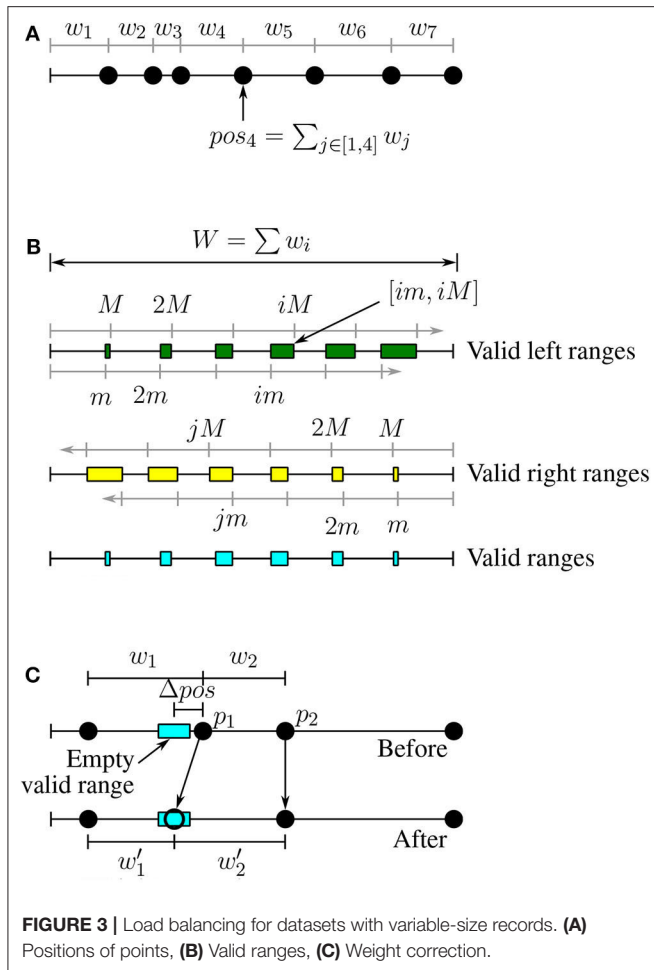 A
w₁ w₂ w₃ w₄ w₅ w₆ w₇
pos₄ = ∑_{j∈[1,4]} w_j
B
W = ∑ w_i
M 2M iM [im, iM]
Valid left ranges
m 2m im
jM 2M M
Valid right ranges
jm 2m m
Valid ranges
C
w₁ w₂
Δpos
p₁ p₂
Before
Empty
valid range
After
w′₁ w′₂
FIGURE 3 | Load balancing for datasets with variable-size records. (A)
Positions of points, (B) Valid ranges, (C) Weight correction.